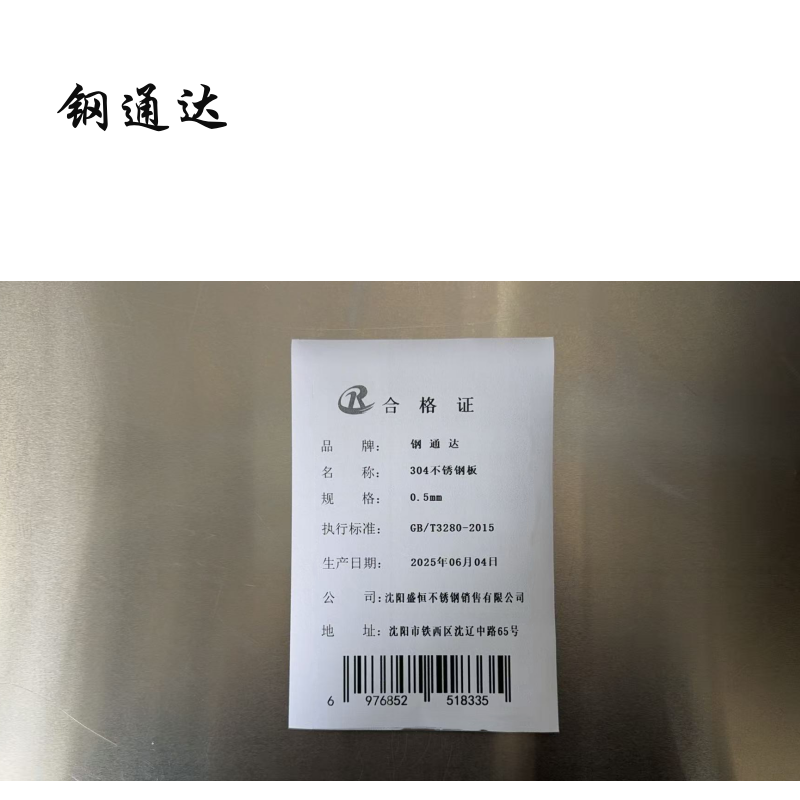 钢通达
R 合格证
品 牌: 钢通达
名 称: 304不锈钢板
规 格: 0.5mm
执行标准: GB/T3280-2015
生产日期: 2025年06月04日
公 司: 沈阳盛恒不锈钢销售有限公司
地 址: 沈阳市铁西区沈辽中路65号
6 976852 518335